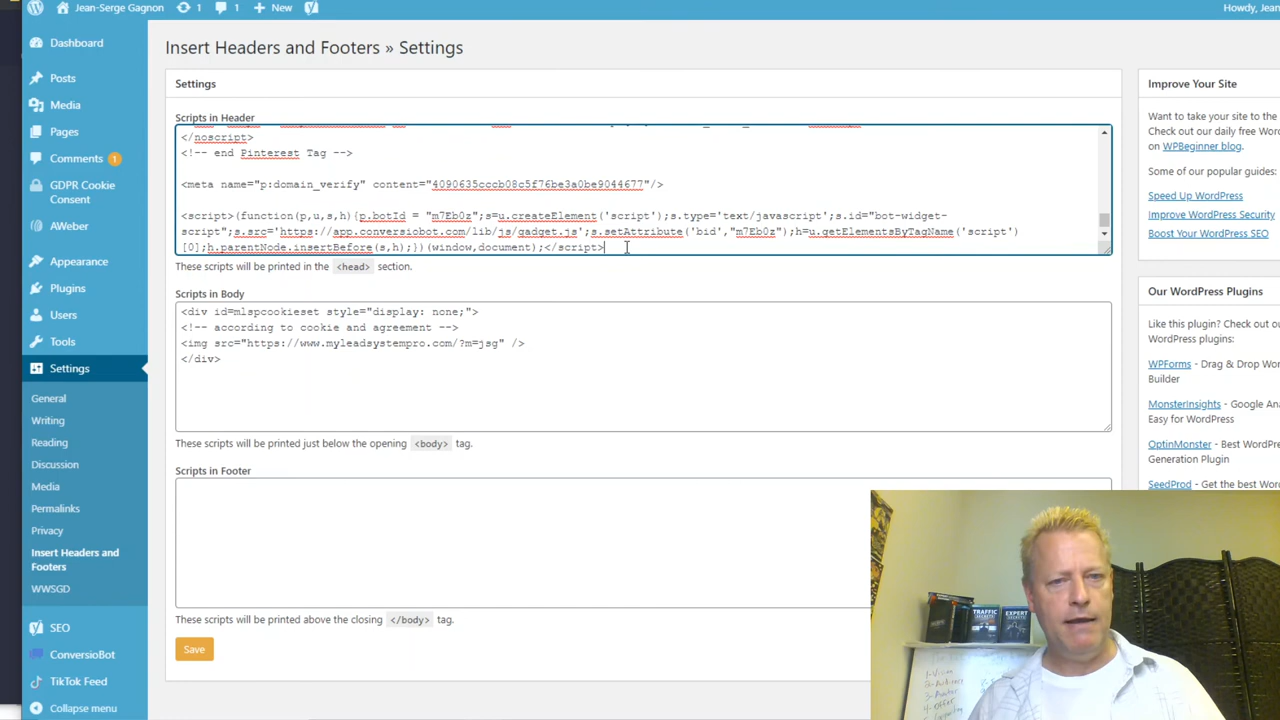 Jean-Serge Gagnon 1 1 New Howdy, Jean
Dashboard
Posts
Media
Pages
Comments 1
GDPR Cookie
Consent
AWeber
Appearance
Plugins
Users
Tools
Settings
General
Writing
Reading
Discussion
Media
Permalinks
Privacy
Insert Headers and
Footers
WWSGD
SEO
ConversioBot
TikTok Feed
Collapse menu
Insert Headers and Footers » Settings
Settings
Scripts in Header
</noscript>
<!-- end Pinterest Tag -->
<meta name="p:domain_verify" content="4090635cccb08c5f76be3a0be9044677"/>
<script>(function(p,u,s,h){p.botId = "m7Eb0z";s=u.createElement('script');s.type='text/javascript';s.id="bot-widget-
script";s.src='https://app.conversiobot.com/lib/js/gadget.js';s.setAttribute('bid',"m7Eb0z");h=u.getElementsByTagName('script')
[0];h.parentNode.insertBefore(s,h);})(window,document);</script>
These scripts will be printed in the <head> section.
Scripts in Body
<div id=mlspcookieset style="display: none;">
<!-- according to cookie and agreement -->
<img src="https://www.myleadsystempro.com/?m=jsg" />
</div>
These scripts will be printed just below the opening <body> tag.
Scripts in Footer
These scripts will be printed above the closing </body> tag.
Save
Improve Your Site
Want to take your site to the
Check out our daily free Wor
on WPBeginner blog.
Some of our popular guides:
Speed Up WordPress
Improve WordPress Security
Boost Your WordPress SEO
Our WordPress Plugins
Like this plugin? Check out ou
WordPress plugins:
WPForms - Drag & Drop Wor
Builder
MonsterInsights - Google Ana
Easy for WordPress
OptinMonster - Best WordPre
Generation Plugin
SeedProd - Get the best Wor
TRAFFIC
SECRETS
EXPERT
SECRETS